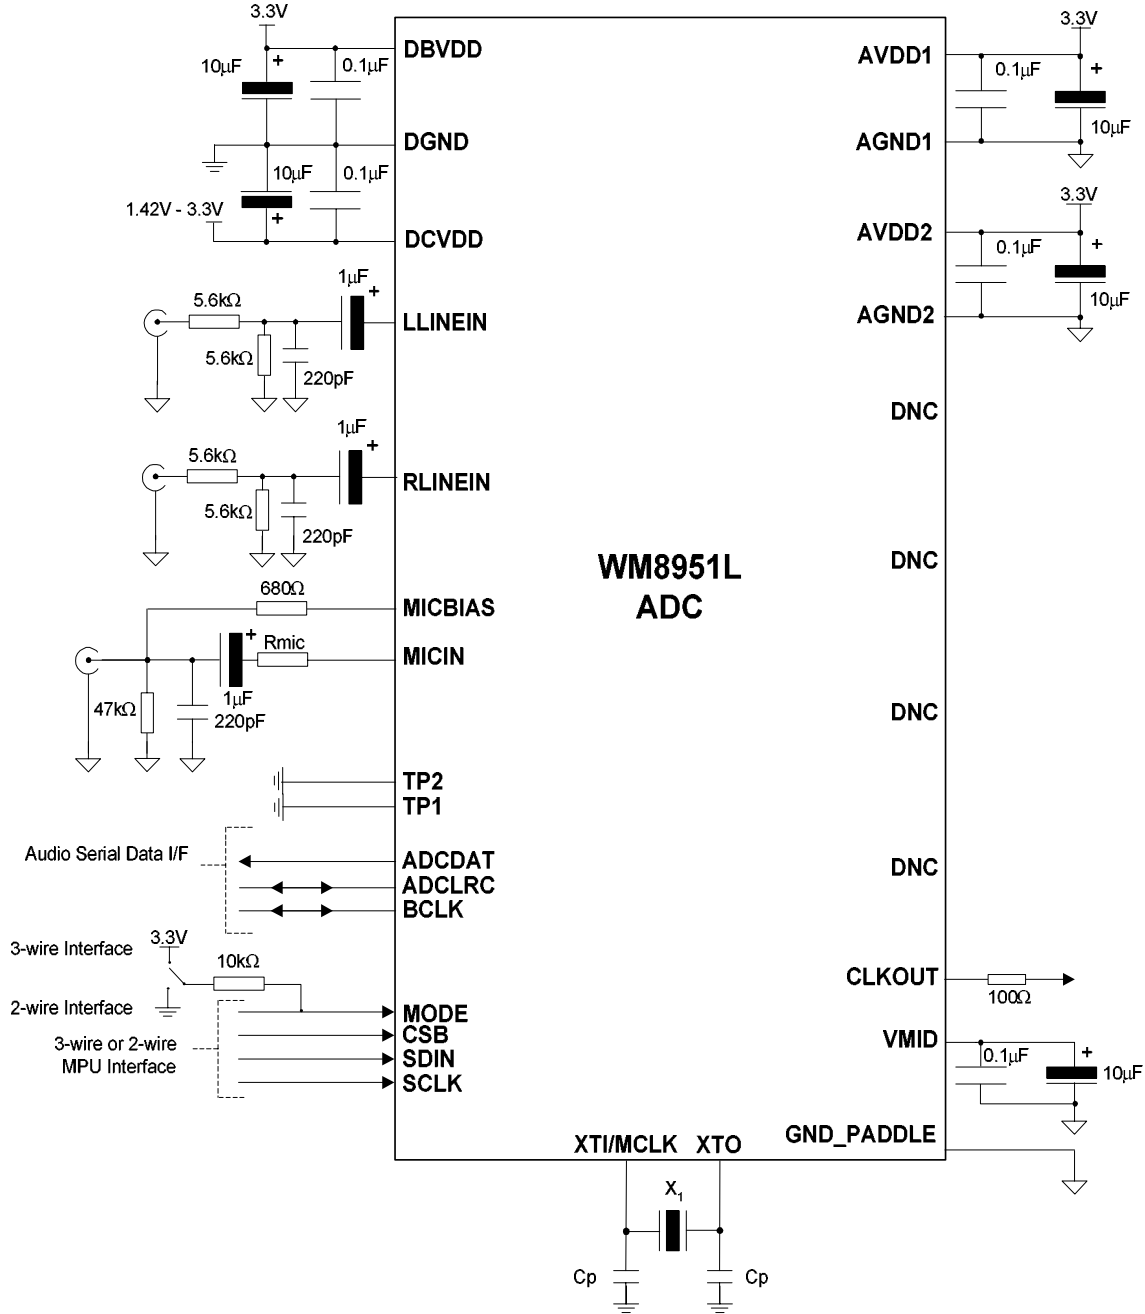 3.3V
DBVDD
10µF
+
0.1µF
DGND
10µF
0.1µF
+
1.42V - 3.3V
DCVDD
1µF
+
5.6kΩ
LLINEIN
5.6kΩ
220pF
1µF
+
5.6kΩ
RLINEIN
5.6kΩ
220pF
680Ω
MICBIAS
+
Rmic
MICIN
1µF
47kΩ
220pF
TP2
TP1
Audio Serial Data I/F
ADCDAT
ADCLRC
BCLK
3.3V
3-wire Interface
10kΩ
2-wire Interface
MODE
3-wire or 2-wire
MPU Interface
CSB
SDIN
SCLK
WM8951L
ADC
3.3V
AVDD1
0.1µF
+
10µF
AGND1
3.3V
AVDD2
0.1µF
+
10µF
AGND2
DNC
DNC
DNC
DNC
CLKOUT
100Ω
VMID
0.1µF
+
10µF
GND_PADDLE
XTI/MCLK
XTO
X1
Cp
Cp